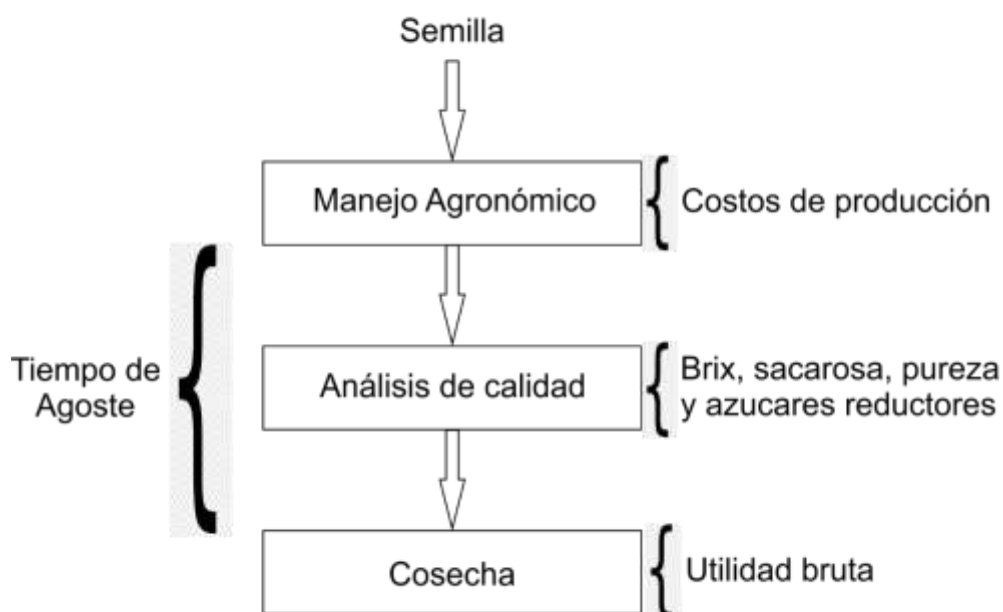 Semilla
Manejo Agronómico
Costos de producción
Tiempo de
Agoste
Análisis de calidad
Brix, sacarosa, pureza
y azucares reductores
Cosecha
Utilidad bruta